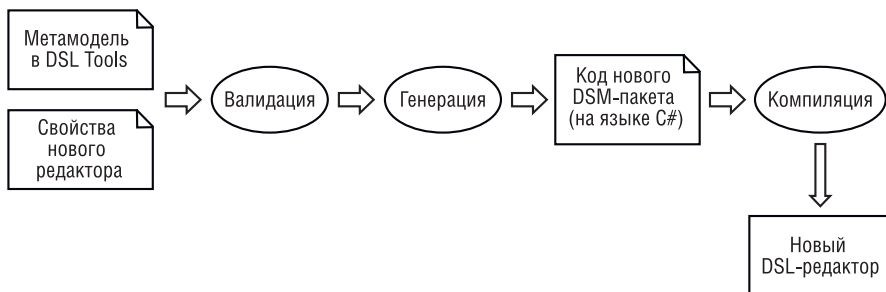 Метамодель
в DSL Tools
Свойства
нового
редактора
Валидация
Генерация
Код нового
DSM-пакета
(на языке C#)
Компиляция
Новый
DSL-редактор